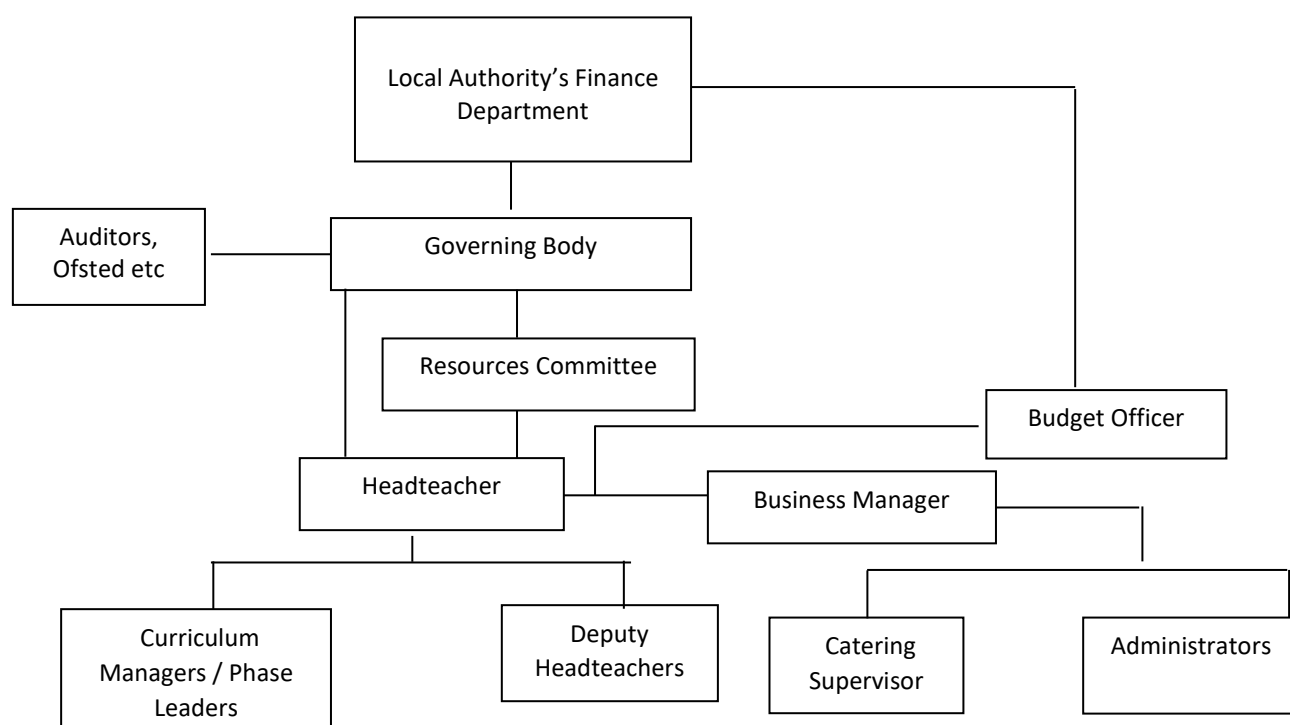 Local Authority’s Finance
Department
Auditors,
Ofsted etc
Governing Body
Resources Committee
Budget Officer
Headteacher
Business Manager
Curriculum
Managers / Phase
Leaders
Deputy
Headteachers
Catering
Supervisor
Administrators